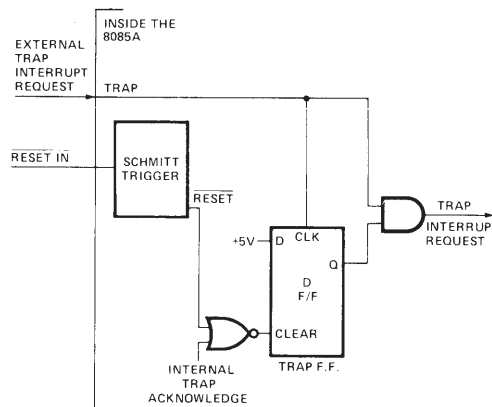 INSIDE THE
8085A
EXTERNAL
TRAP
INTERRUPT
REQUEST
TRAP
RESET IN
SCHMITT
TRIGGER
RESET
+5V
D
CLK
Q
D
F/F
CLEAR
TRAP F.F.
INTERNAL
TRAP
ACKNOWLEDGE
TRAP
INTERRUPT
REQUEST